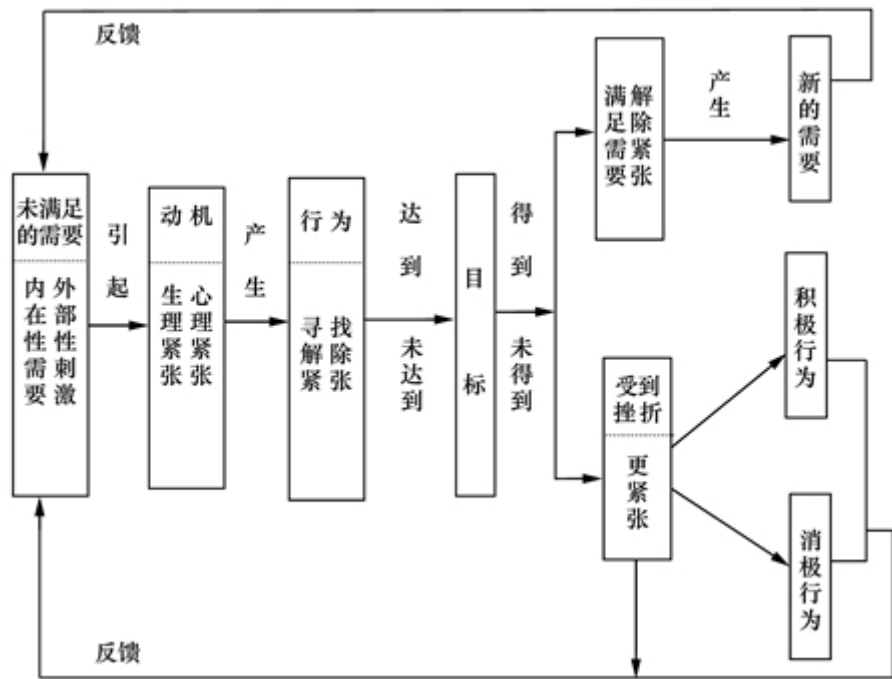 反馈
未满足
的需要
内在性需要
外部性刺激
引起
动机
生理紧张
心理紧张
产生
行为
寻找
解除
紧张
达到
未达到
目标
得到
未得到
满足需要
解除紧张
产生
新的需要
受到
挫折
更紧张
积极行为
消极行为
反馈